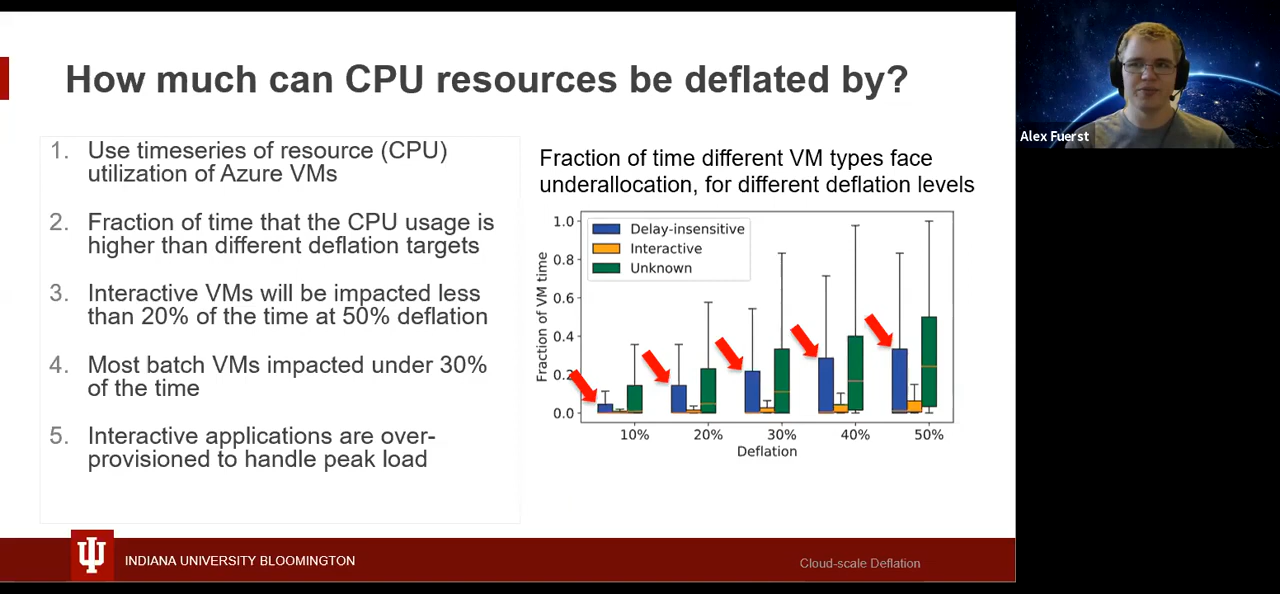 How much can CPU resources be deflated by?
Alex Fuerst
1. Use timeseries of resource (CPU)
utilization of Azure VMs
2. Fraction of time that the CPU usage is
higher than different deflation targets
3. Interactive VMs will be impacted less
than 20% of the time at 50% deflation
4. Most batch VMs impacted under 30%
of the time
5. Interactive applications are over-
provisioned to handle peak load
Fraction of time different VM types face
underallocation, for different deflation levels
Fraction of VM time
1.0
0.8
0.6
0.4
0.2
0.0
Delay-insensitive
Interactive
Unknown
10% 20% 30% 40% 50%
Deflation
INDIANA UNIVERSITY BLOOMINGTON
Cloud-scale Deflation